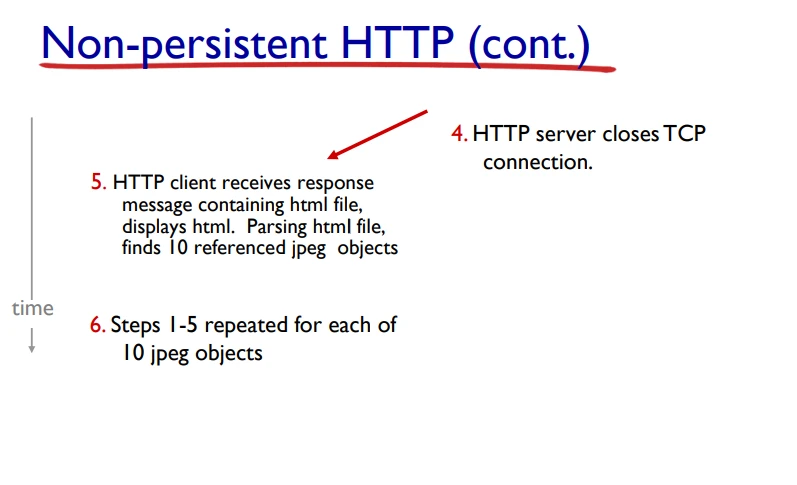 Non-persistent HTTP (cont.)
4. HTTP server closes TCP
connection.
5. HTTP client receives response
message containing html file,
displays html. Parsing html file,
finds 10 referenced jpeg objects
time
6. Steps 1-5 repeated for each of
10 jpeg objects